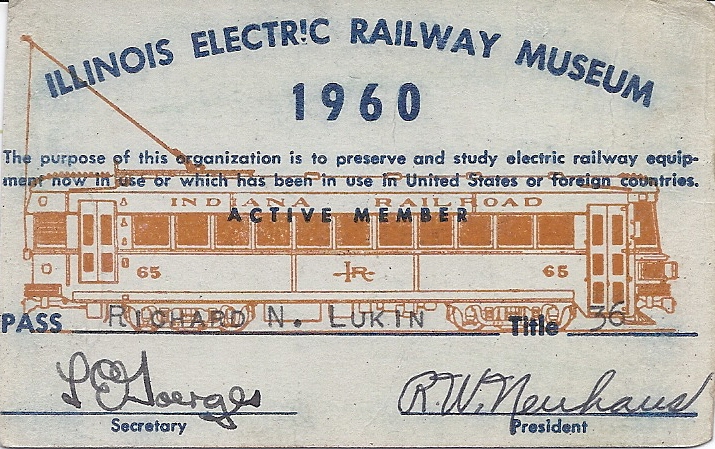 ILLINOIS ELECTRIC RAILWAY MUSEUM
1960
The purpose of this organization is to preserve and study electric railway equip-
ment now in use or which has been in use in United States or foreign countries.
INDIANA RAILROAD
ACTIVE MEMBER
65 IR 65
PASS RICHARD N. LUKIN Title 36
L E Goerges R.W. Neuhaus
Secretary President